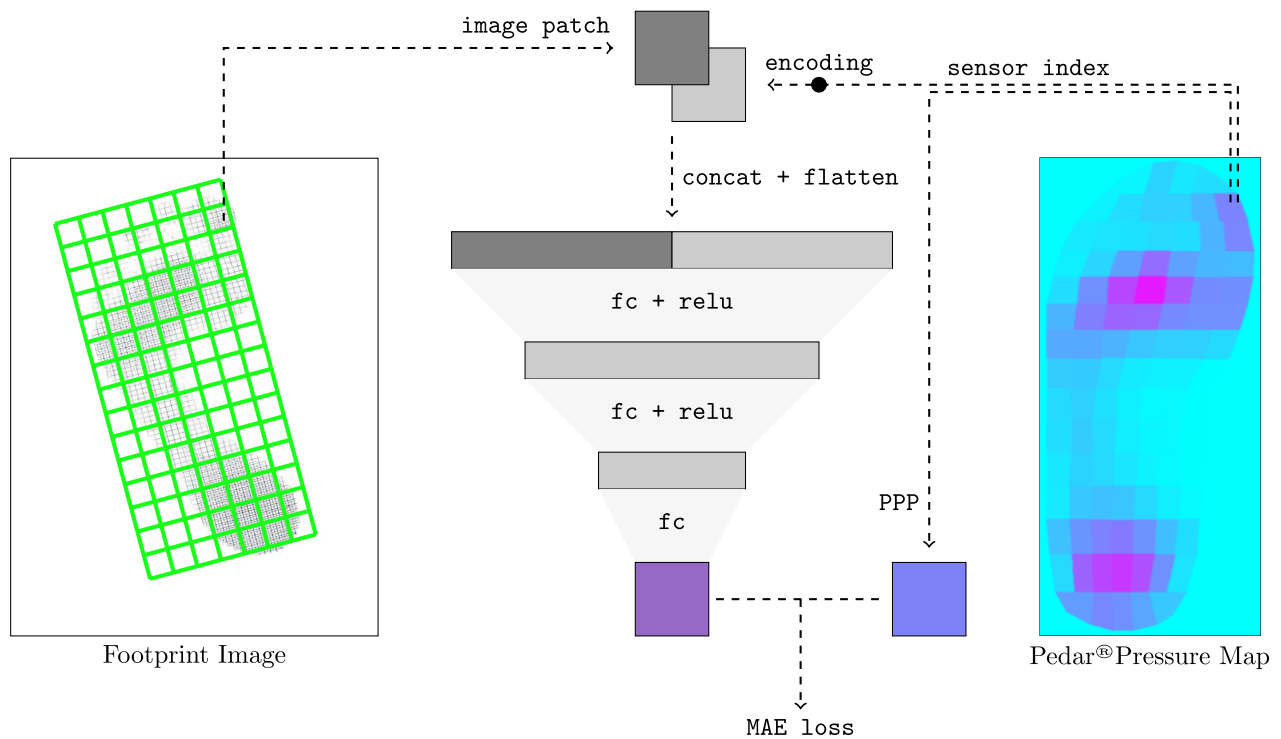 image patch
encoding
sensor index
concat + flatten
fc + relu
fc + relu
PPP
fc
Footprint Image
Pedar®Pressure Map
MAE loss